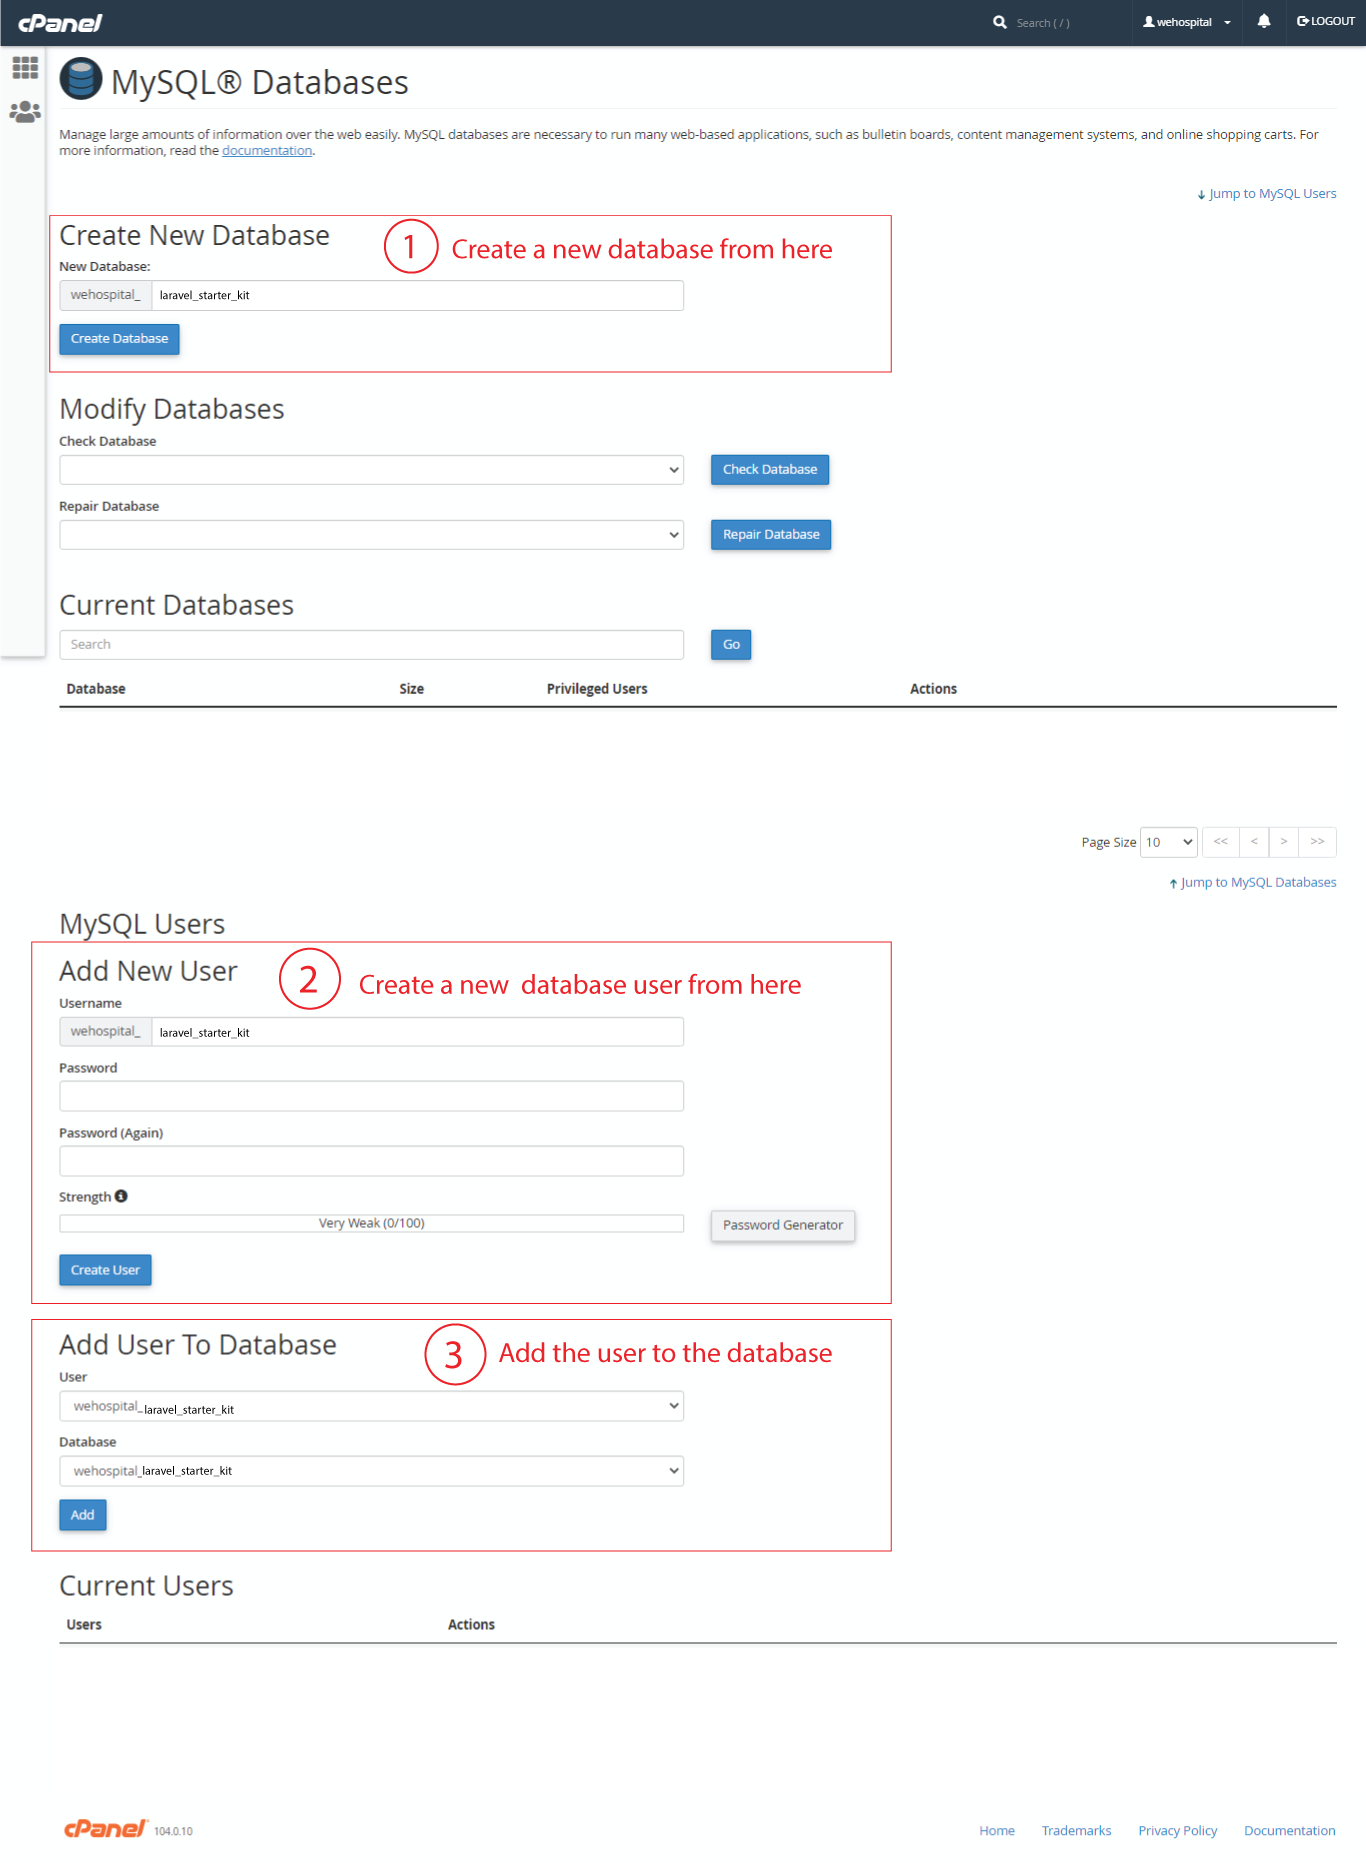 cPanel
Search ( / )
wehospital
LOGOUT
MySQL® Databases
Manage large amounts of information over the web easily. MySQL databases are necessary to run many web-based applications, such as bulletin boards, content management systems, and online shopping carts. For
more information, read the documentation.
Jump to MySQL Users
Create New Database
1 Create a new database from here
New Database:
wehospital_ laravel_starter_kit
Create Database
Modify Databases
Check Database
Check Database
Repair Database
Repair Database
Current Databases
Search
Go
Database Size Privileged Users Actions
Page Size 10 << < > >>
Jump to MySQL Databases
MySQL Users
Add New User
2 Create a new database user from here
Username
wehospital_ laravel_starter_kit
Password
Password (Again)
Strength
Very Weak (0/100)
Password Generator
Create User
Add User To Database
3 Add the user to the database
User
wehospital_laravel_starter_kit
Database
wehospital_laravel_starter_kit
Add
Current Users
Users Actions
cPanel 104.0.10
Home Trademarks Privacy Policy Documentation